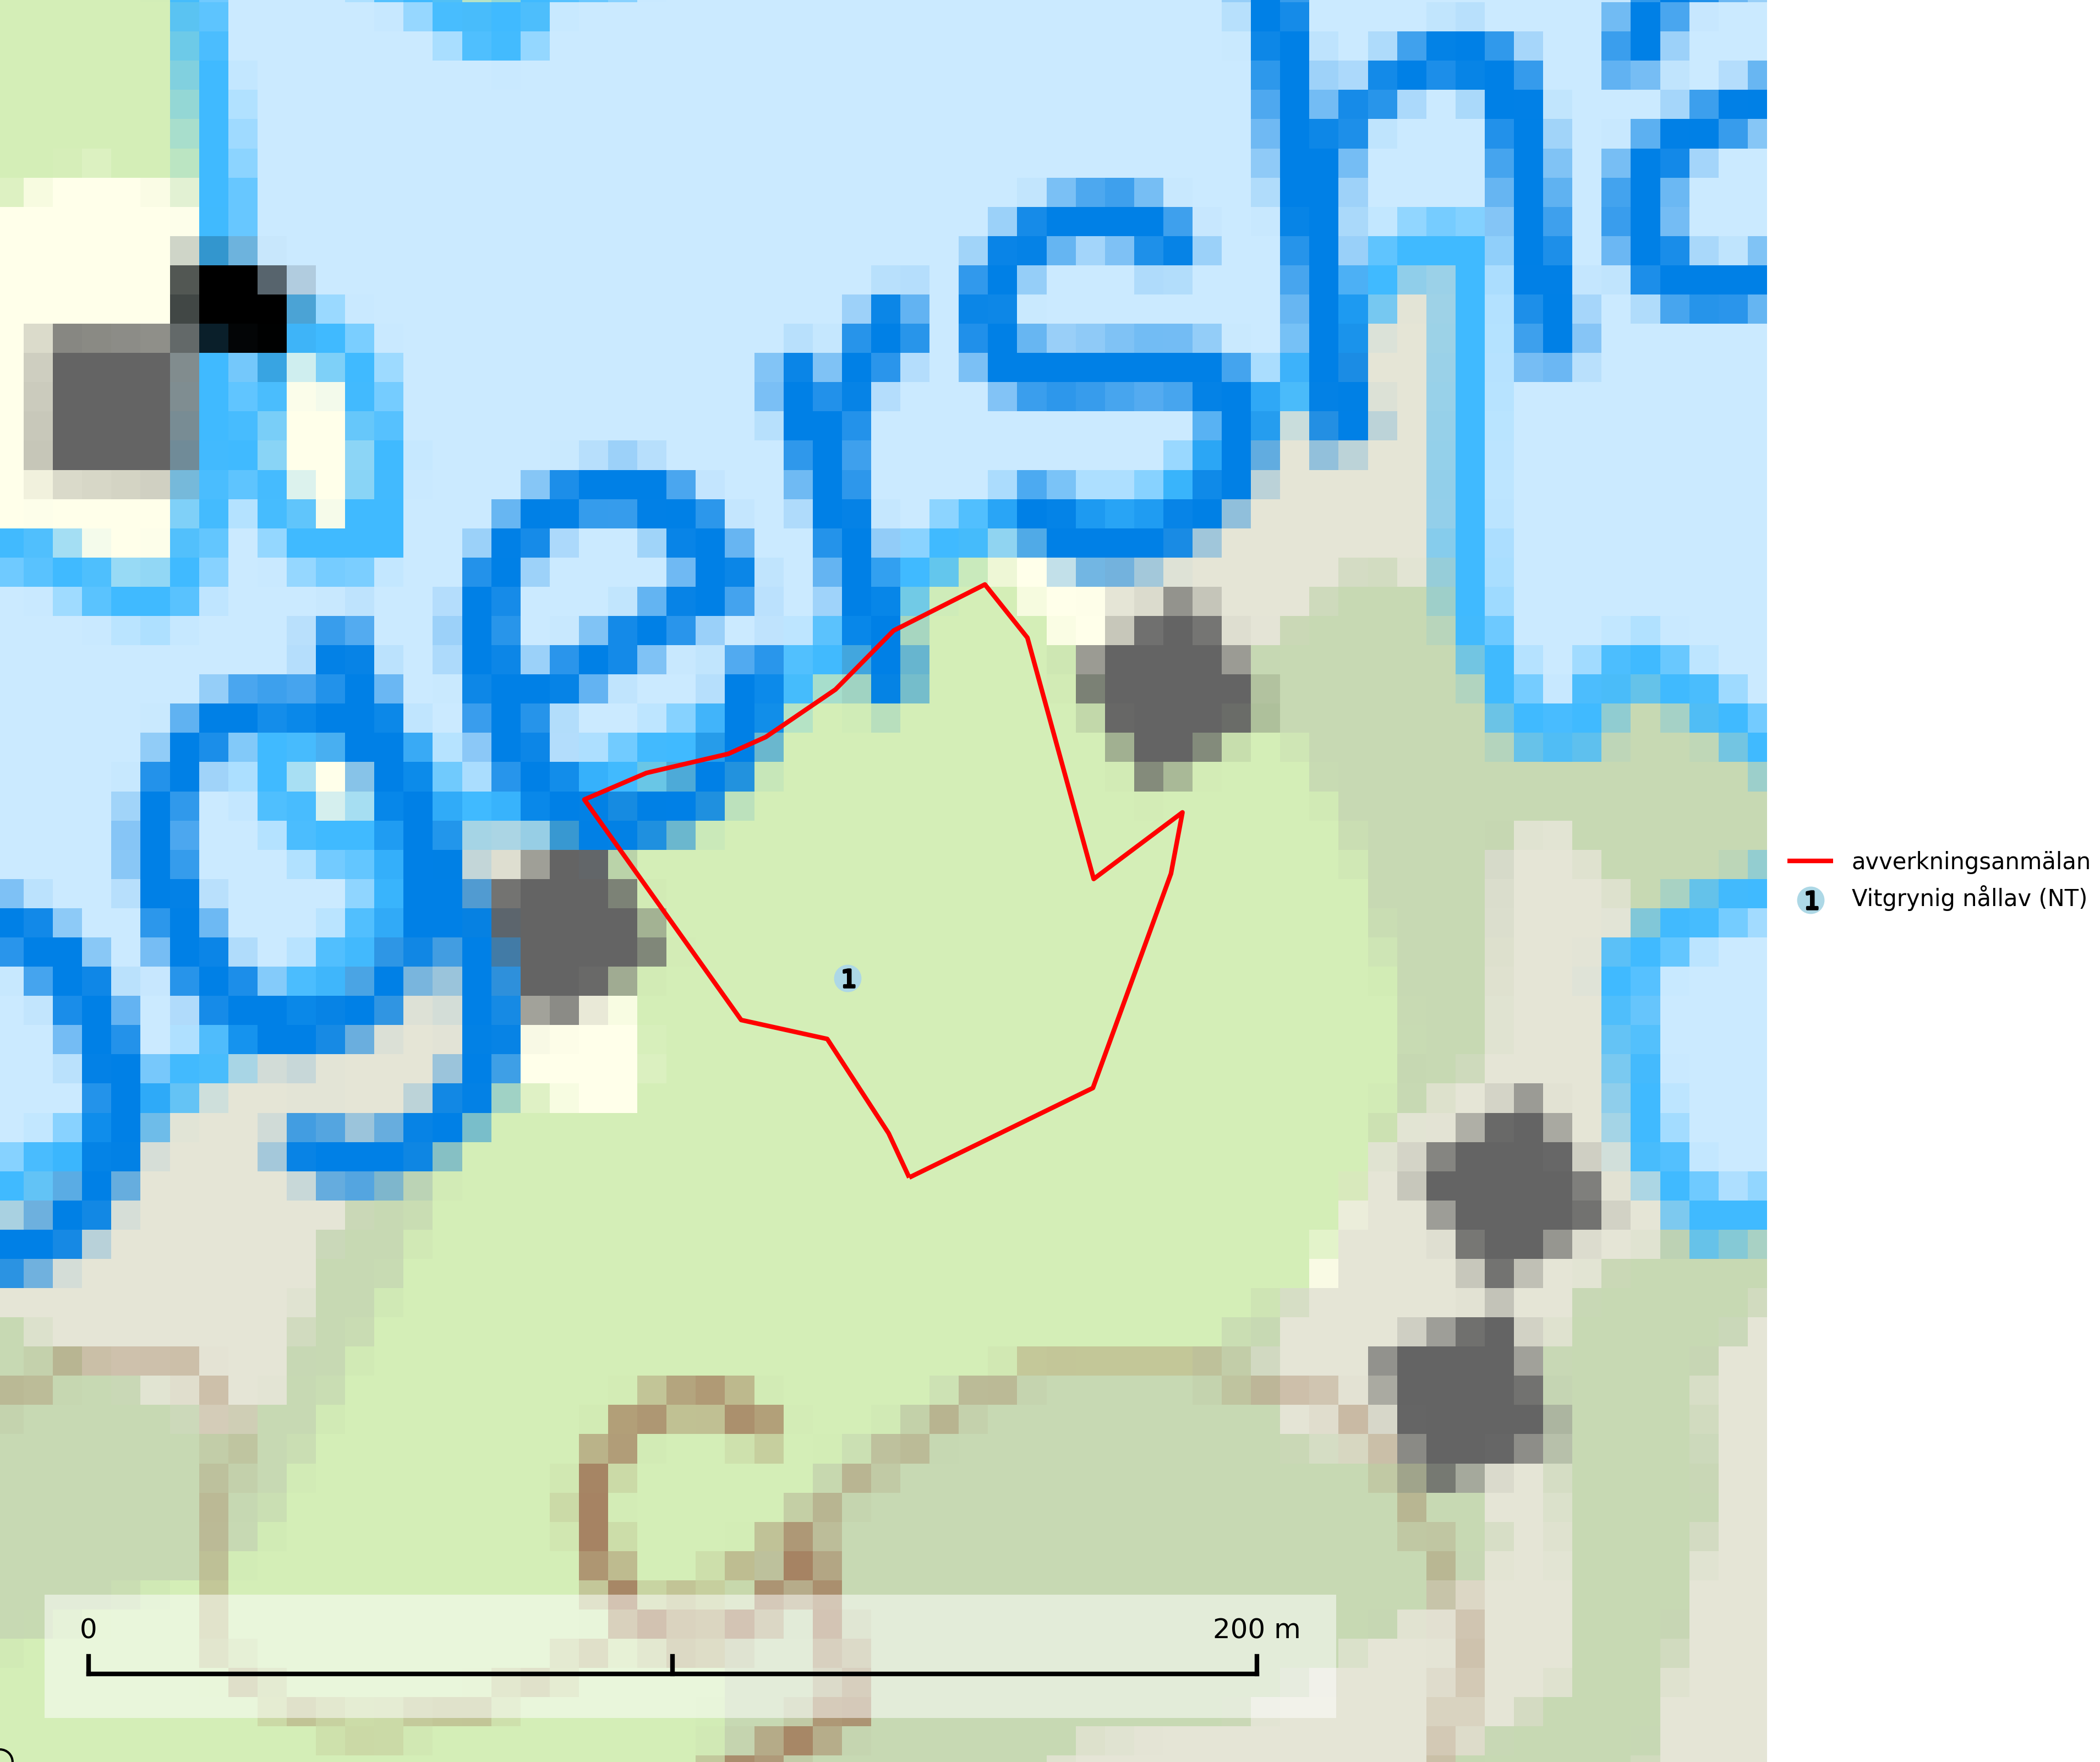 avverkningsanmälan
1 Vitgrynig nållav (NT)
1
0 200 m